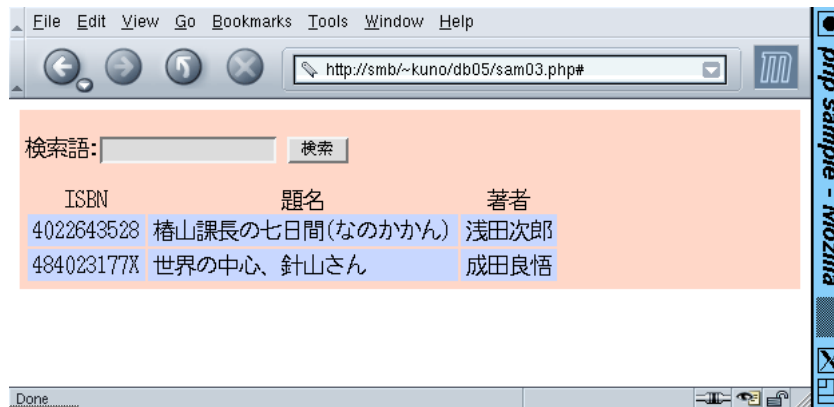 File Edit View Go Bookmarks Tools Window Help
http://smb/~kuno/db05/sam03.php#
検索語: 検索
ISBN 題名 著者
4022643528 椿山課長の七日間(なのかかん) 浅田次郎
484023177X 世界の中心、針山さん 成田良悟
Done
php sample - Mozilla